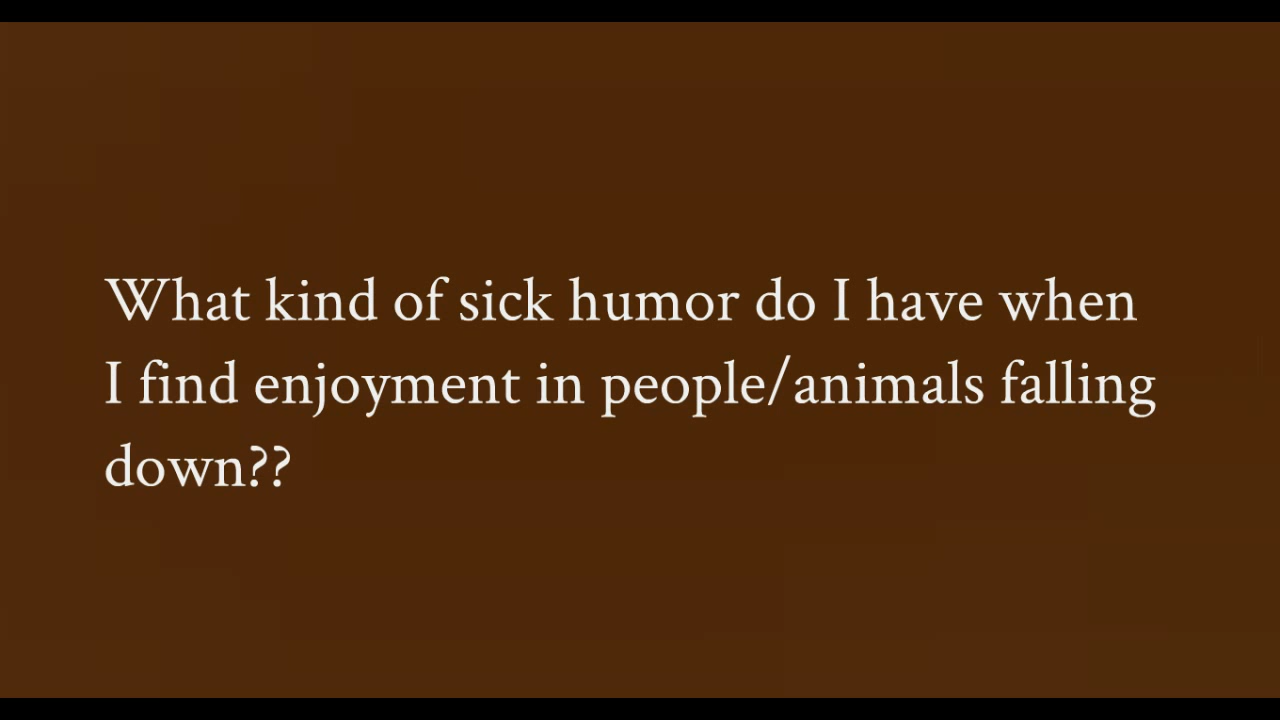 What kind of sick humor do I have when
I find enjoyment in people/animals falling
down??